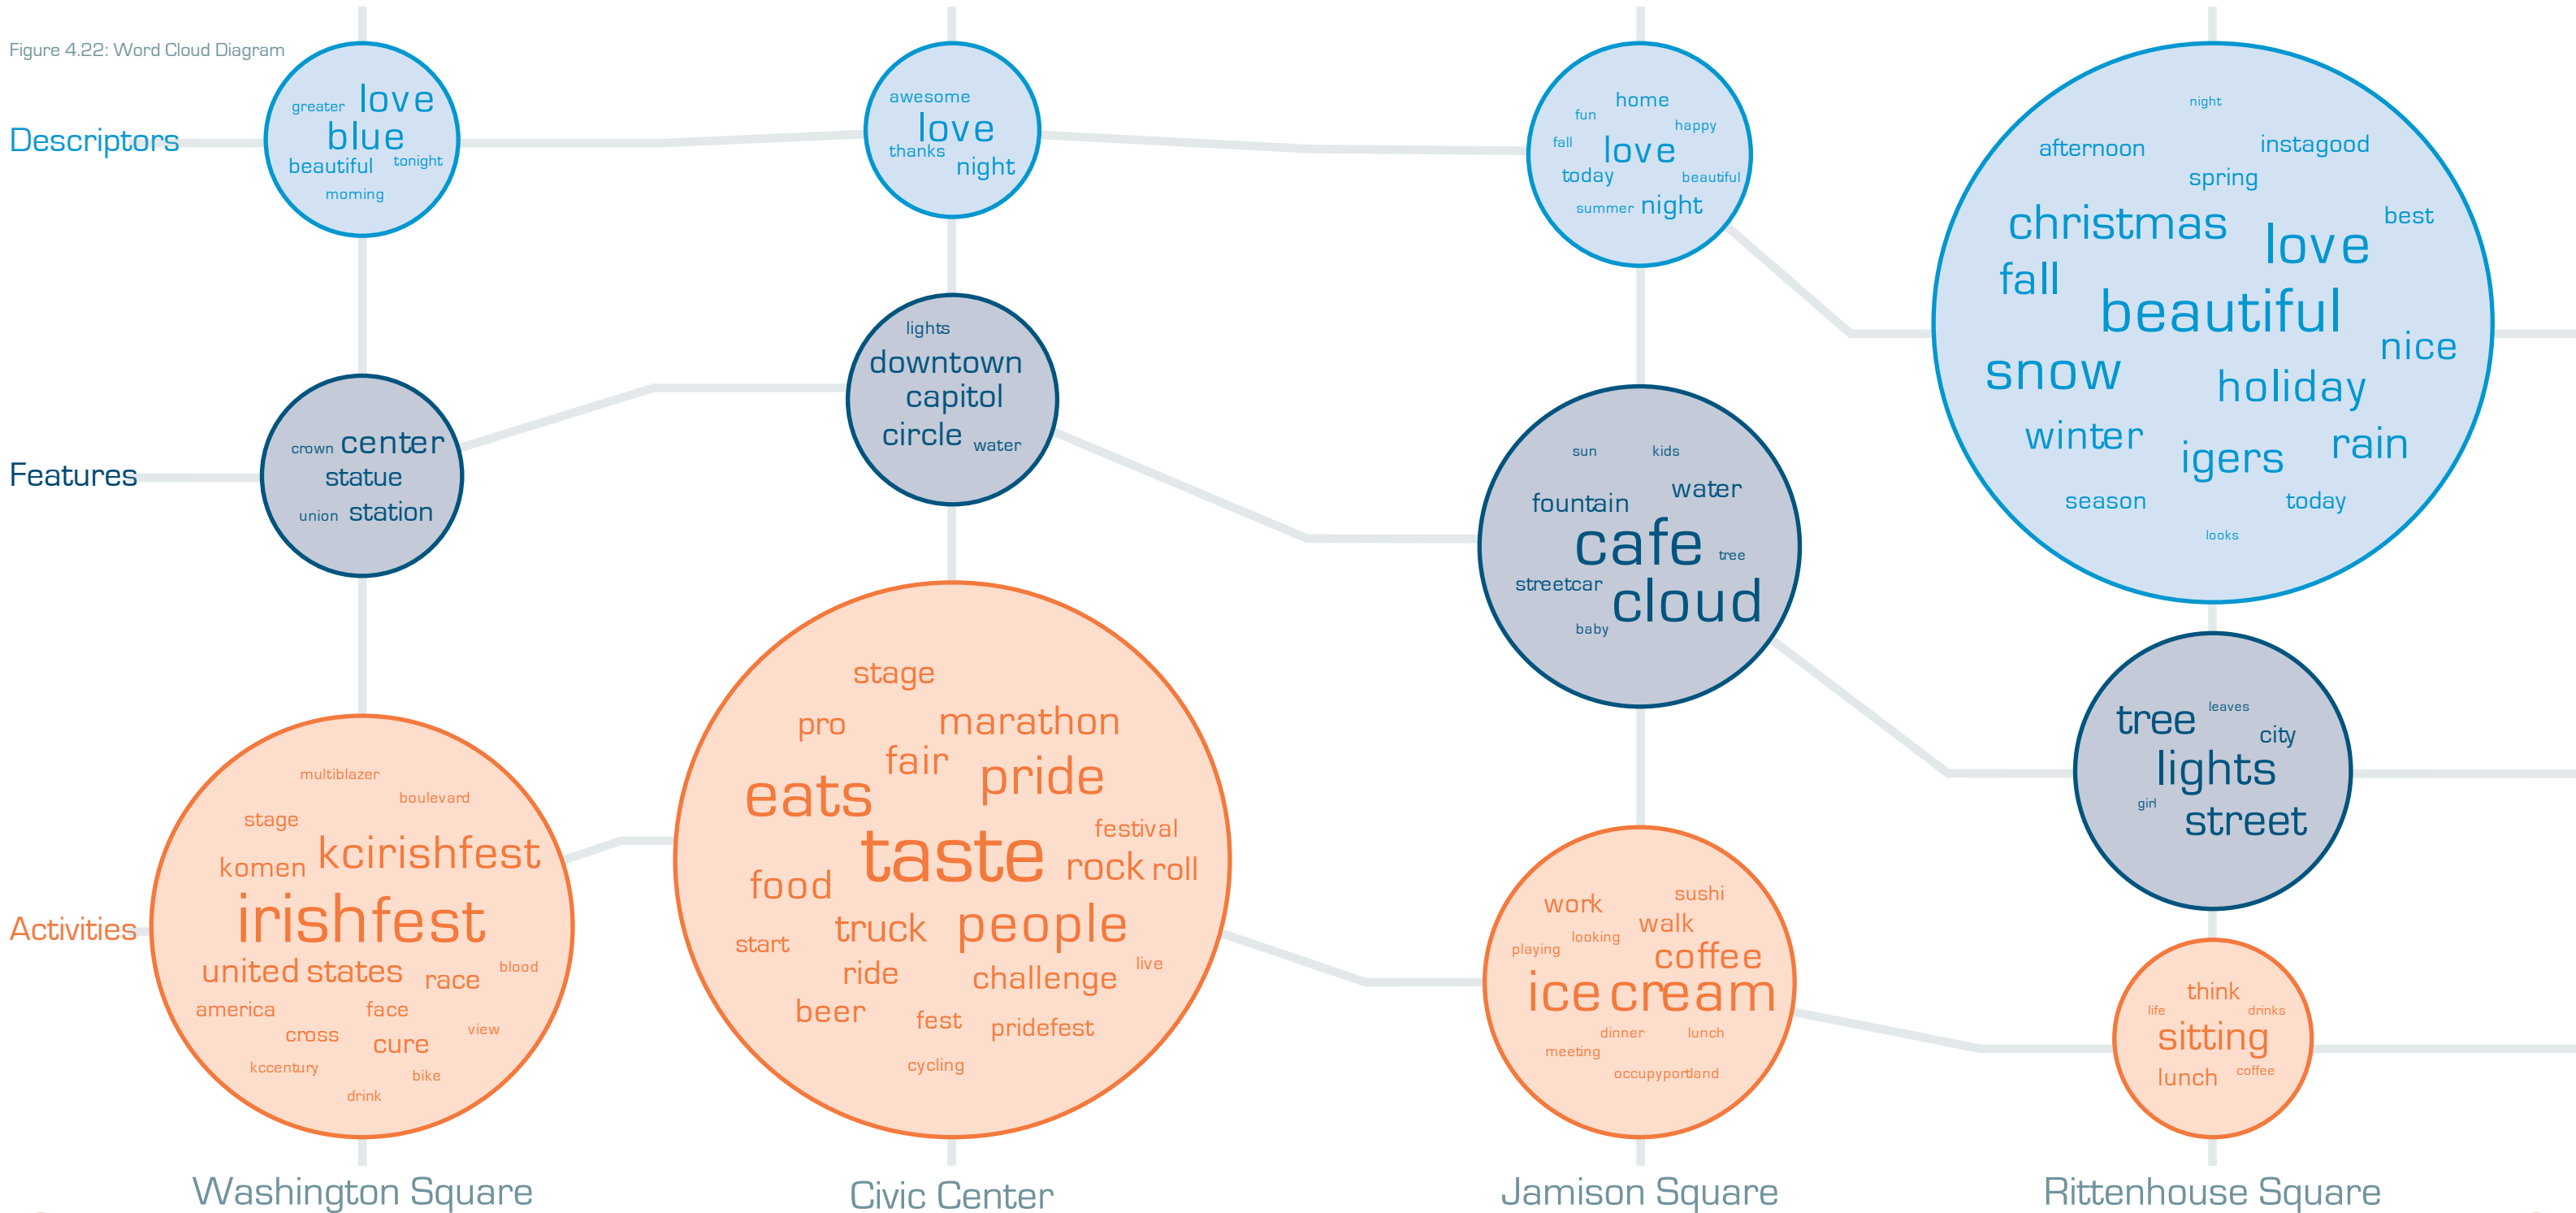 Figure 4.22: Word Cloud Diagram
Descriptors
greater love
blue
beautiful tonight
morning
awesome
love
thanks
night
home
fun
happy
fall
love
today
beautiful
summer night
night
afternoon
instagood
spring
christmas
best
love
fall
beautiful
nice
snow
holiday
winter
rain
igers
season
today
looks
Features
crown center
statue
union station
lights
downtown
capitol
circle water
sun kids
water
fountain
cafe
tree
streetcar
cloud
baby
tree leaves
city
lights
girl
street
Activities
multiblazer
boulevard
stage
kcirishfest
komen
irishfest
united states race blood
america face
cross cure view
kccentury
bike
drink
stage
pro marathon
fair pride
eats
festival
taste rock roll
food
truck people
start
ride challenge live
beer
fest pridefest
cycling
work sushi
walk
playing looking
coffee
ice cream
dinner lunch
meeting
occupyportland
think
life drinks
sitting
lunch coffee
Washington Square
Civic Center
Jamison Square
Rittenhouse Square